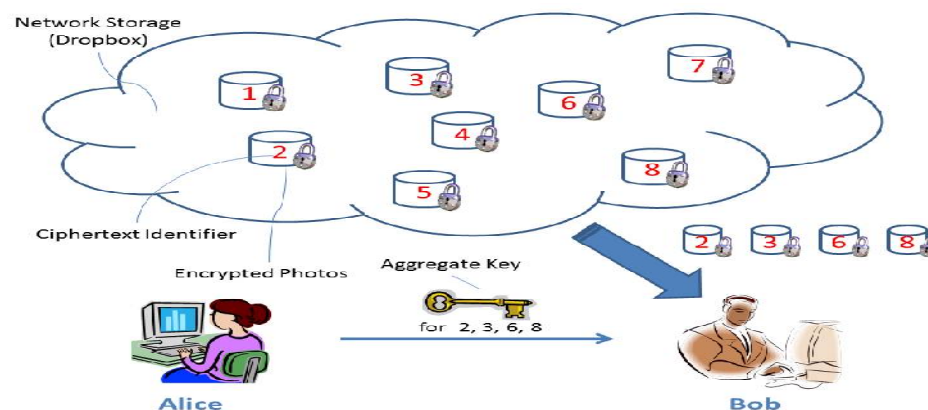 Network Storage
(Dropbox)
1
3
7
6
4
2
8
5
Ciphertext Identifier
Encrypted Photos
2 3 6 8
Aggregate Key
for 2, 3, 6, 8
Alice
Bob